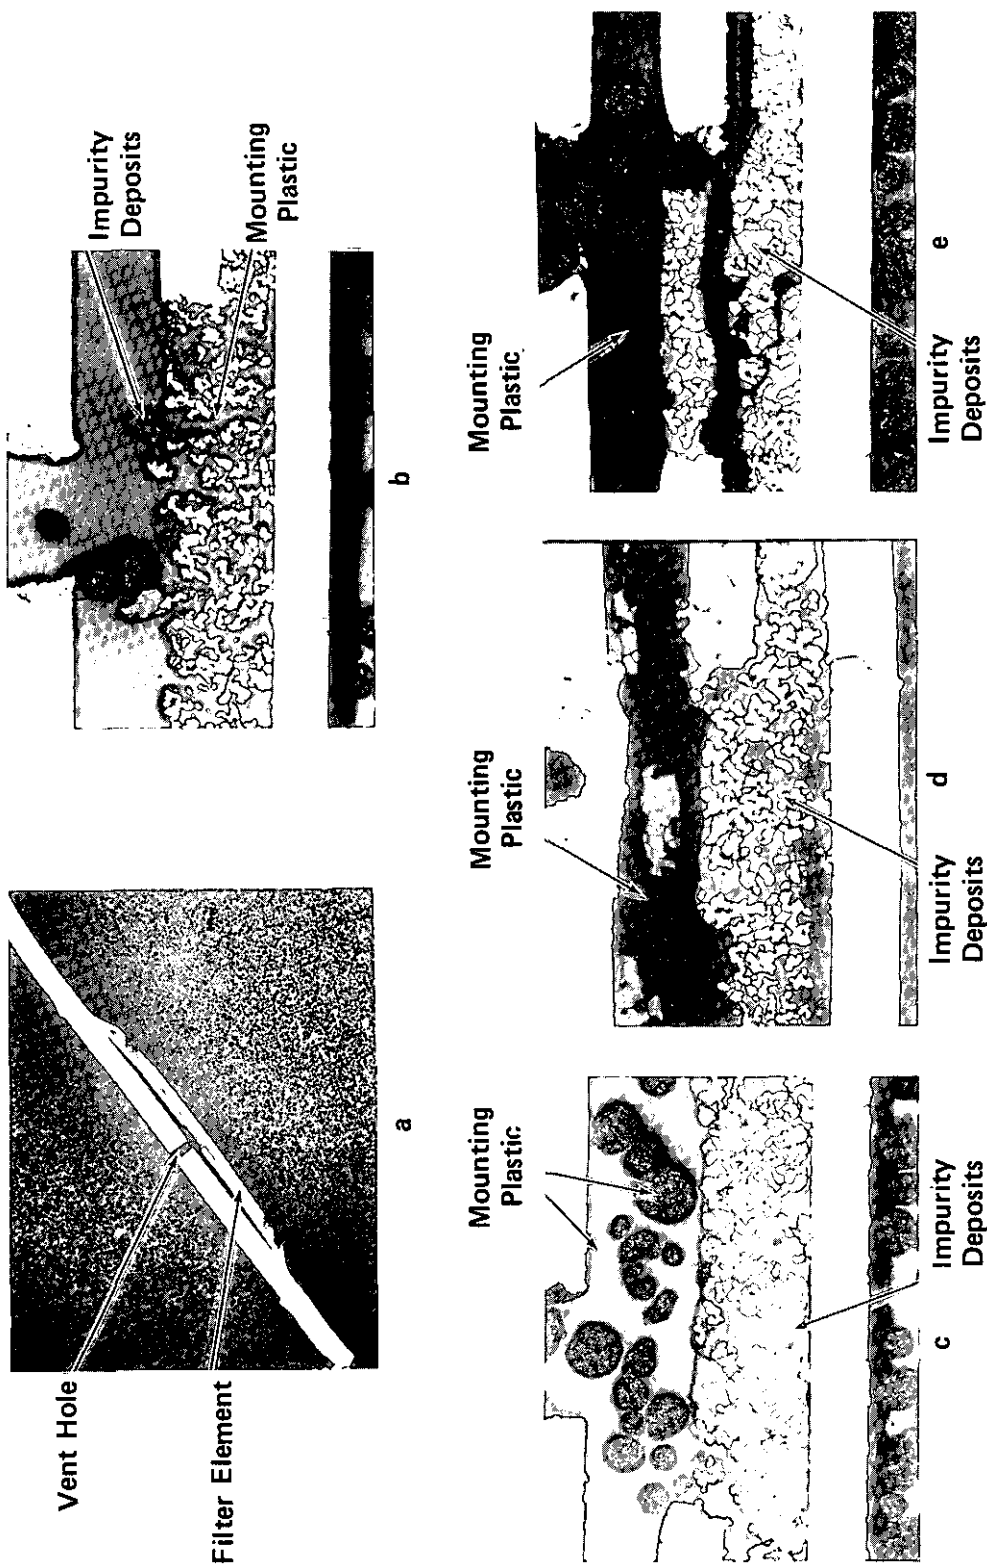 Vent Hole
Filter Element
a
Impurity
Deposits
Mounting
Plastic
b
Mounting
Plastic
Impurity
Deposits
c
Mounting
Plastic
Impurity
Deposits
d
Mounting
Plastic
Impurity
Deposits
e